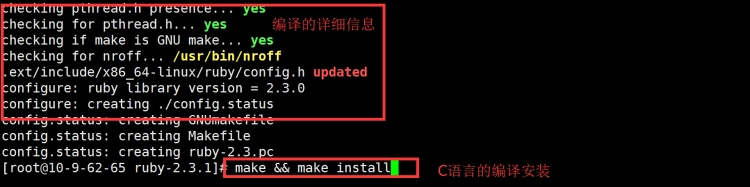 checking pthread.h presence... yes
checking for pthread.h... yes
编译的详细信息
checking if make is GNU make... yes
checking for nroff... /usr/bin/nroff
.ext/include/x86_64-linux/ruby/config.h updated
configure: ruby library version = 2.3.0
configure: creating ./config.status
config.status: creating GNUmakefile
config.status: creating Makefile
config.status: creating ruby-2.3.pc
[root@10-9-62-65 ruby-2.3.1]# make && make install
C语言的编译安装